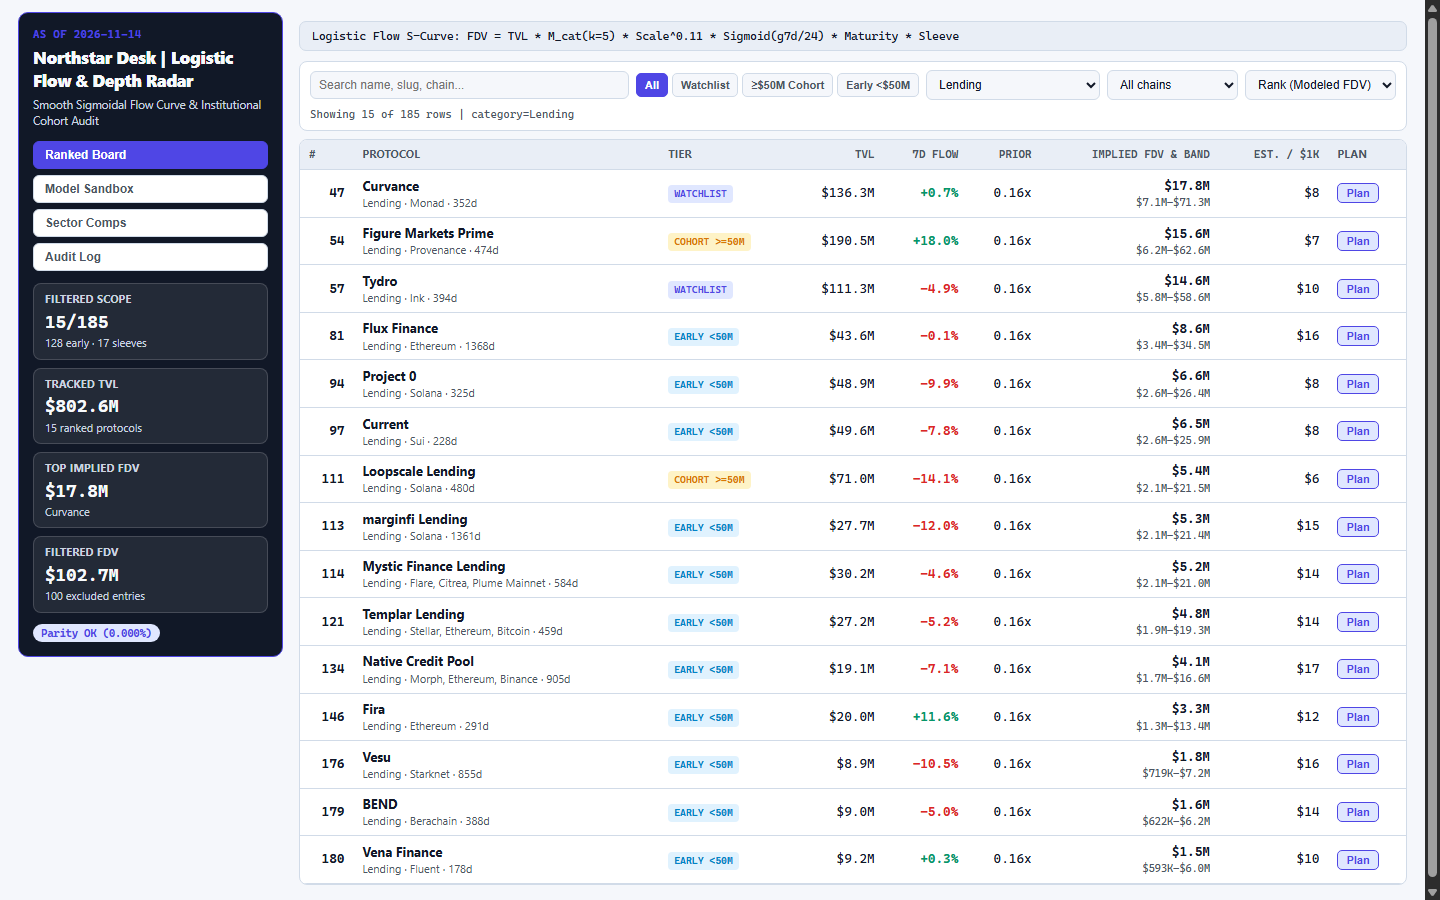 AS OF 2026-11-14
Northstar Desk | Logistic
Flow & Depth Radar
Smooth Sigmoidal Flow Curve & Institutional
Cohort Audit
Ranked Board
Model Sandbox
Sector Comps
Audit Log
FILTERED SCOPE
15/185
128 early · 17 sleeves
TRACKED TVL
$802.6M
15 ranked protocols
TOP IMPLIED FDV
$17.8M
Curvance
FILTERED FDV
$102.7M
100 excluded entries
Parity OK (0.000%)
Logistic Flow S-Curve: FDV = TVL * M_cat(k=5) * Scale^0.11 * Sigmoid(g7d/24) * Maturity * Sleeve
Search name, slug, chain... All Watchlist ≥$50M Cohort Early <$50M Lending All chains Rank (Modeled FDV)
Showing 15 of 185 rows | category=Lending
# PROTOCOL TIER TVL 7D FLOW PRIOR IMPLIED FDV & BAND EST. / $1K PLAN
47 Curvance WATCHLIST $136.3M +0.7% 0.16x $17.8M $8 Plan
Lending · Monad · 352d $7.1M–$71.3M
54 Figure Markets Prime COHORT >=50M $190.5M +18.0% 0.16x $15.6M $7 Plan
Lending · Provenance · 474d $6.2M–$62.6M
57 Tydro WATCHLIST $111.3M −4.9% 0.16x $14.6M $10 Plan
Lending · Ink · 394d $5.8M–$58.6M
81 Flux Finance EARLY <50M $43.6M −0.1% 0.16x $8.6M $16 Plan
Lending · Ethereum · 1368d $3.4M–$34.5M
94 Project 0 EARLY <50M $48.9M −9.9% 0.16x $6.6M $8 Plan
Lending · Solana · 325d $2.6M–$26.4M
97 Current EARLY <50M $49.6M −7.8% 0.16x $6.5M $8 Plan
Lending · Sui · 228d $2.6M–$25.9M
111 Loopscale Lending COHORT >=50M $71.0M −14.1% 0.16x $5.4M $6 Plan
Lending · Solana · 480d $2.1M–$21.5M
113 marginfi Lending EARLY <50M $27.7M −12.0% 0.16x $5.3M $15 Plan
Lending · Solana · 1361d $2.1M–$21.4M
114 Mystic Finance Lending EARLY <50M $30.2M −4.6% 0.16x $5.2M $14 Plan
Lending · Flare, Citrea, Plume Mainnet · 584d $2.1M–$21.0M
121 Templar Lending EARLY <50M $27.2M −5.2% 0.16x $4.8M $14 Plan
Lending · Stellar, Ethereum, Bitcoin · 459d $1.9M–$19.3M
134 Native Credit Pool EARLY <50M $19.1M −7.1% 0.16x $4.1M $17 Plan
Lending · Morph, Ethereum, Binance · 905d $1.7M–$16.6M
146 Fira EARLY <50M $20.0M +11.6% 0.16x $3.3M $12 Plan
Lending · Ethereum · 291d $1.3M–$13.4M
176 Vesu EARLY <50M $8.9M −10.5% 0.16x $1.8M $16 Plan
Lending · Starknet · 855d $719K–$7.2M
179 BEND EARLY <50M $9.0M −5.0% 0.16x $1.6M $14 Plan
Lending · Berachain · 388d $622K–$6.2M
180 Vena Finance EARLY <50M $9.2M +0.3% 0.16x $1.5M $10 Plan
Lending · Fluent · 178d $593K–$6.0M